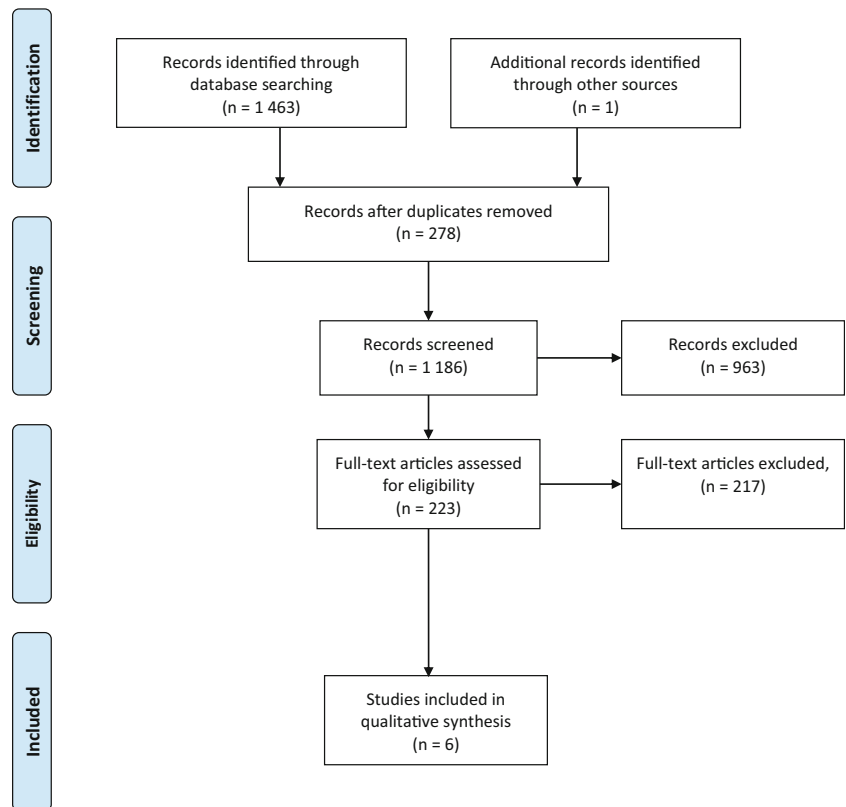 Identification
Records identified through
database searching
(n = 1 463)
Additional records identified
through other sources
(n = 1)
Records after duplicates removed
(n = 278)
Screening
Records screened
(n = 1 186)
Records excluded
(n = 963)
Eligibility
Full-text articles assessed
for eligibility
(n = 223)
Full-text articles excluded,
(n = 217)
Included
Studies included in
qualitative synthesis
(n = 6)